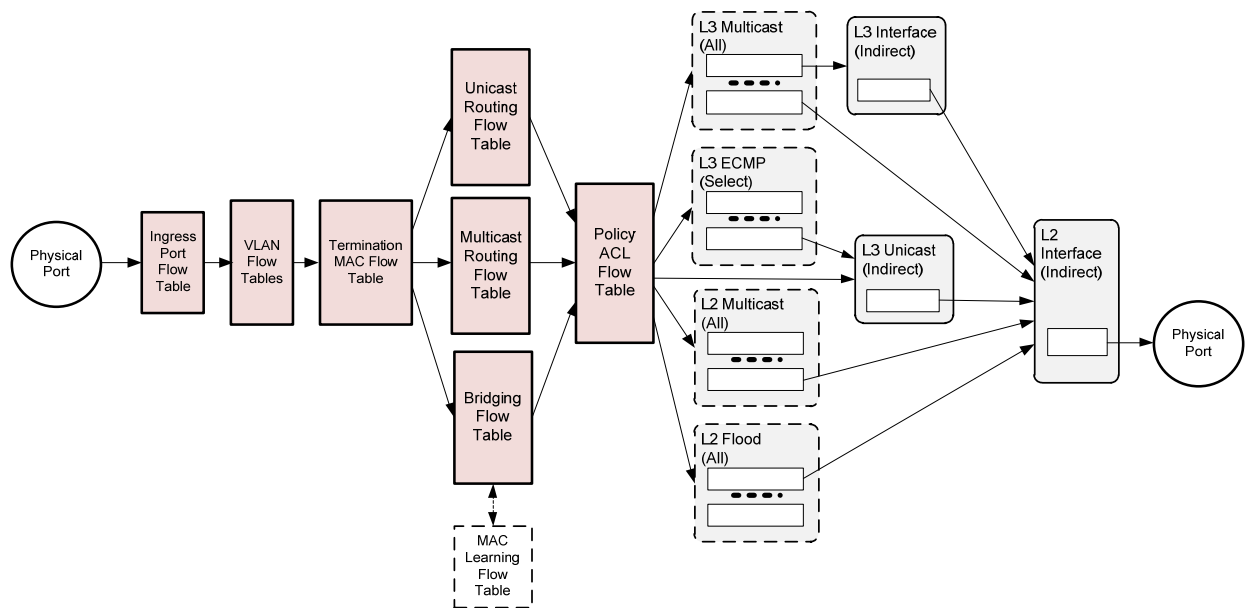 Physical
Port
Ingress
Port
Flow
Table
VLAN
Flow
Tables
Termination
MAC Flow
Table
Unicast
Routing
Flow
Table
Multicast
Routing
Flow
Table
Bridging
Flow
Table
MAC
Learning
Flow
Table
Policy
ACL
Flow
Table
L3 Multicast
(All)
L3 Interface
(Indirect)
L3 ECMP
(Select)
L3 Unicast
(Indirect)
L2 Multicast
(All)
L2 Flood
(All)
L2
Interface
(Indirect)
Physical
Port